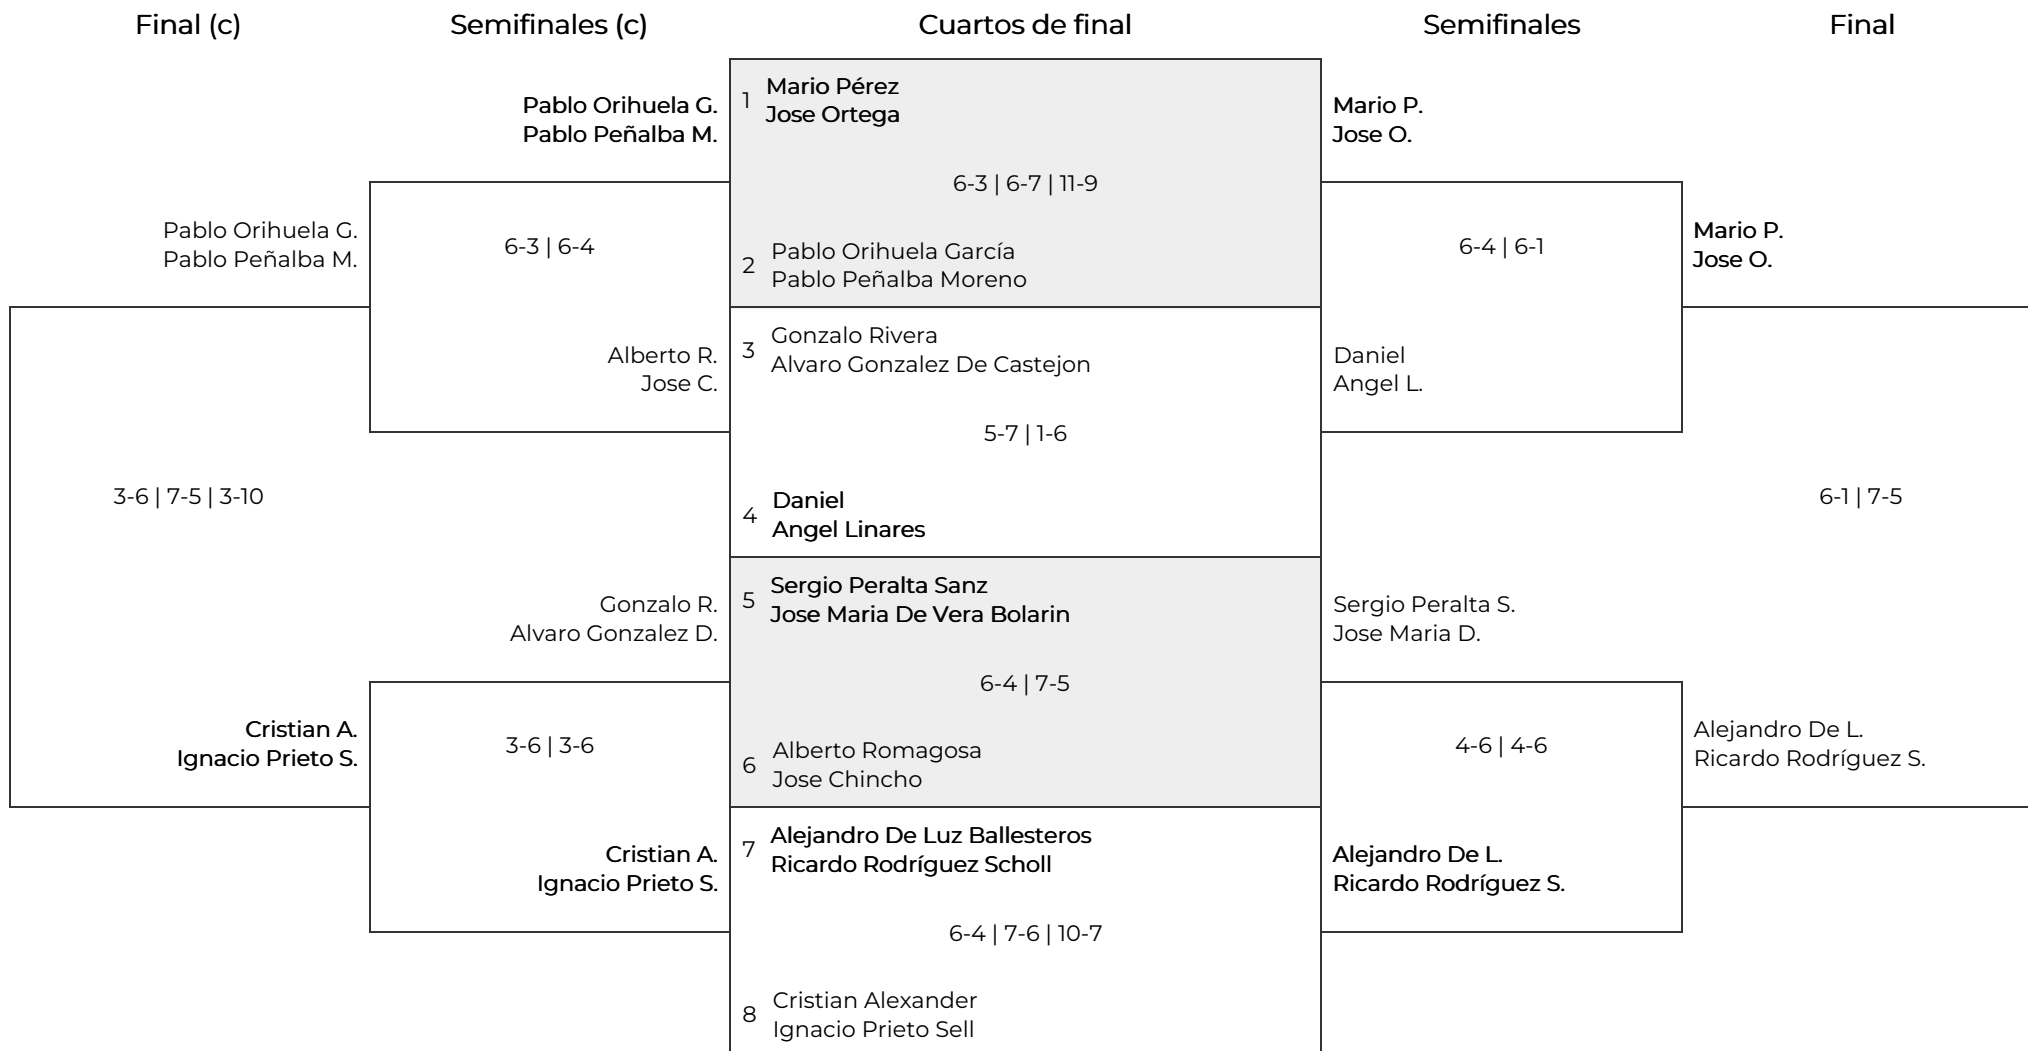 Final (c)
Semifinales (c)
Cuartos de final
Semifinales
Final
Pablo Orihuela G.
Pablo Peñalba M.
3-6 | 7-5 | 3-10
Cristian A.
Ignacio Prieto S.
Pablo Orihuela G.
Pablo Peñalba M.
6-3 | 6-4
Alberto R.
Jose C.
Gonzalo R.
Alvaro Gonzalez D.
3-6 | 3-6
Cristian A.
Ignacio Prieto S.
1 Mario Pérez
Jose Ortega
6-3 | 6-7 | 11-9
2 Pablo Orihuela García
Pablo Peñalba Moreno
3 Gonzalo Rivera
Alvaro Gonzalez De Castejon
5-7 | 1-6
4 Daniel
Angel Linares
5 Sergio Peralta Sanz
Jose Maria De Vera Bolarin
6-4 | 7-5
6 Alberto Romagosa
Jose Chincho
7 Alejandro De Luz Ballesteros
Ricardo Rodríguez Scholl
6-4 | 7-6 | 10-7
8 Cristian Alexander
Ignacio Prieto Sell
Mario P.
Jose O.
6-4 | 6-1
Daniel
Angel L.
Sergio Peralta S.
Jose Maria D.
4-6 | 4-6
Alejandro De L.
Ricardo Rodríguez S.
Mario P.
Jose O.
6-1 | 7-5
Alejandro De L.
Ricardo Rodríguez S.